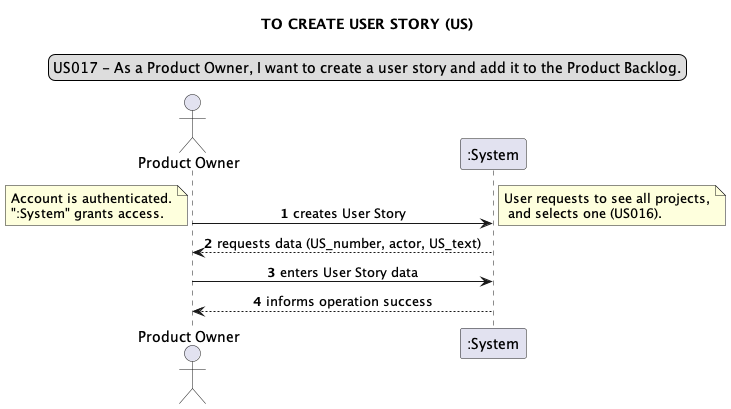 TO CREATE USER STORY (US)
US017 - As a Product Owner, I want to create a user story and add it to the Product Backlog.
Product Owner
:System
Account is authenticated.
":System" grants access.
User requests to see all projects,
and selects one (US016).
1 creates User Story
2 requests data (US_number, actor, US_text)
3 enters User Story data
4 informs operation success
Product Owner
:System